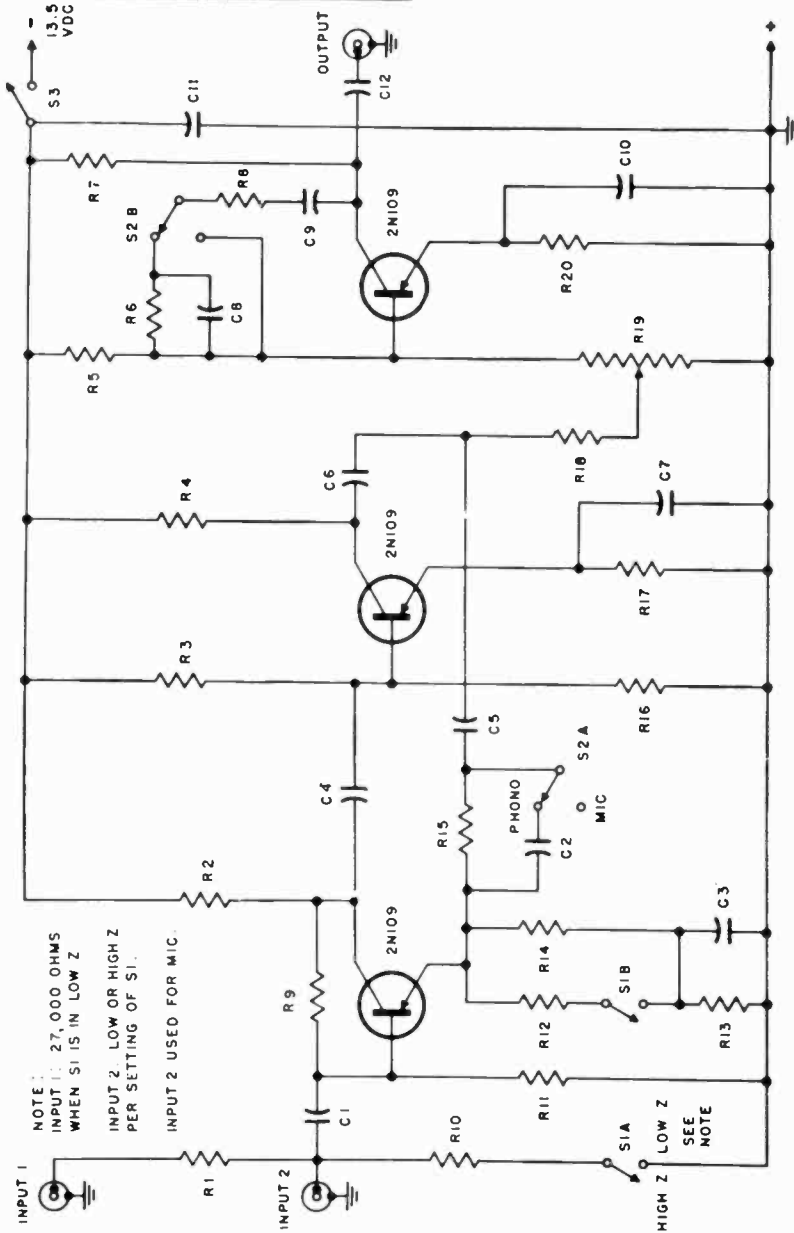 INPUT 1
NOTE:
INPUT 1: 27,000 OHMS
WHEN S1 IS IN LOW Z
INPUT 2 LOW OR HIGH Z
PER SETTING OF S1.
INPUT 2 USED FOR MIC.
R1
INPUT 2
C1
R10
S1A
HIGH Z
LOW Z
SEE
NOTE
R9
R2
2N109
R11
R12
S1B
R13
R14
C3
C4
R15
C2
PHONO
MIC
S2A
C5
R3
R4
2N109
C6
R16
R17
C7
R18
R5
R6
C8
S2B
R8
C9
R7
2N109
R19
R20
C10
C11
C12
OUTPUT
S3
-
13.5
VDC
+